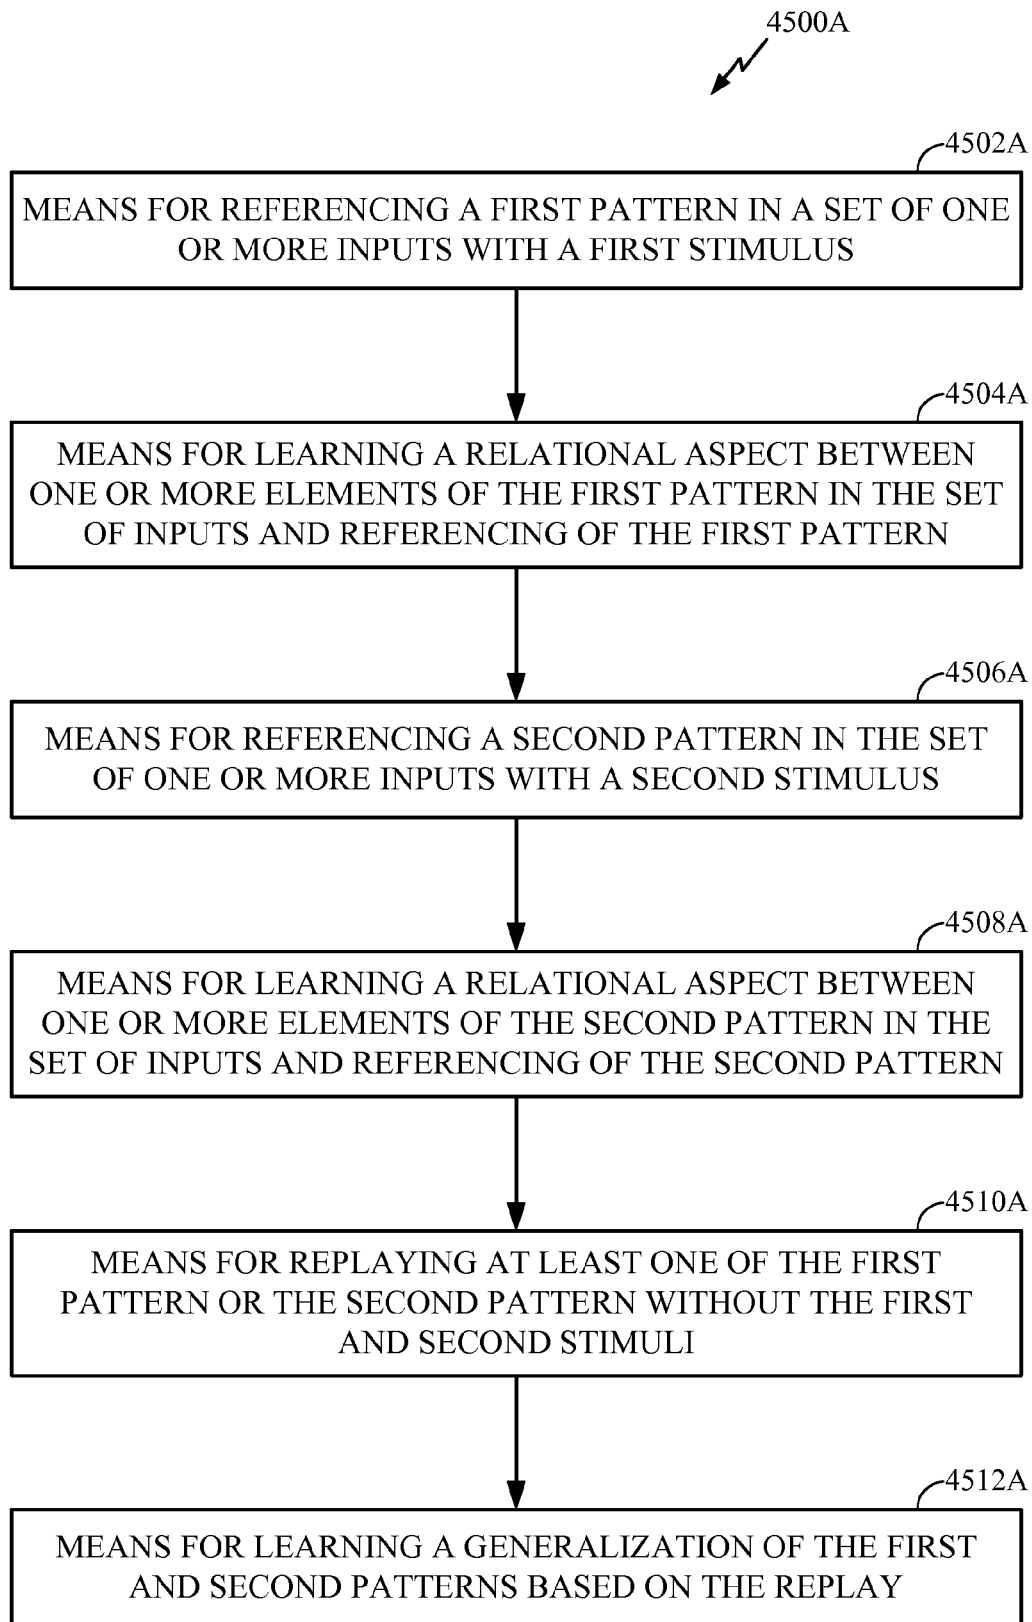 4500A
4502A
MEANS FOR REFERENCING A FIRST PATTERN IN A SET OF ONE
OR MORE INPUTS WITH A FIRST STIMULUS
4504A
MEANS FOR LEARNING A RELATIONAL ASPECT BETWEEN
ONE OR MORE ELEMENTS OF THE FIRST PATTERN IN THE SET
OF INPUTS AND REFERENCING OF THE FIRST PATTERN
4506A
MEANS FOR REFERENCING A SECOND PATTERN IN THE SET
OF ONE OR MORE INPUTS WITH A SECOND STIMULUS
4508A
MEANS FOR LEARNING A RELATIONAL ASPECT BETWEEN
ONE OR MORE ELEMENTS OF THE SECOND PATTERN IN THE
SET OF INPUTS AND REFERENCING OF THE SECOND PATTERN
4510A
MEANS FOR REPLAYING AT LEAST ONE OF THE FIRST
PATTERN OR THE SECOND PATTERN WITHOUT THE FIRST
AND SECOND STIMULI
4512A
MEANS FOR LEARNING A GENERALIZATION OF THE FIRST
AND SECOND PATTERNS BASED ON THE REPLAY